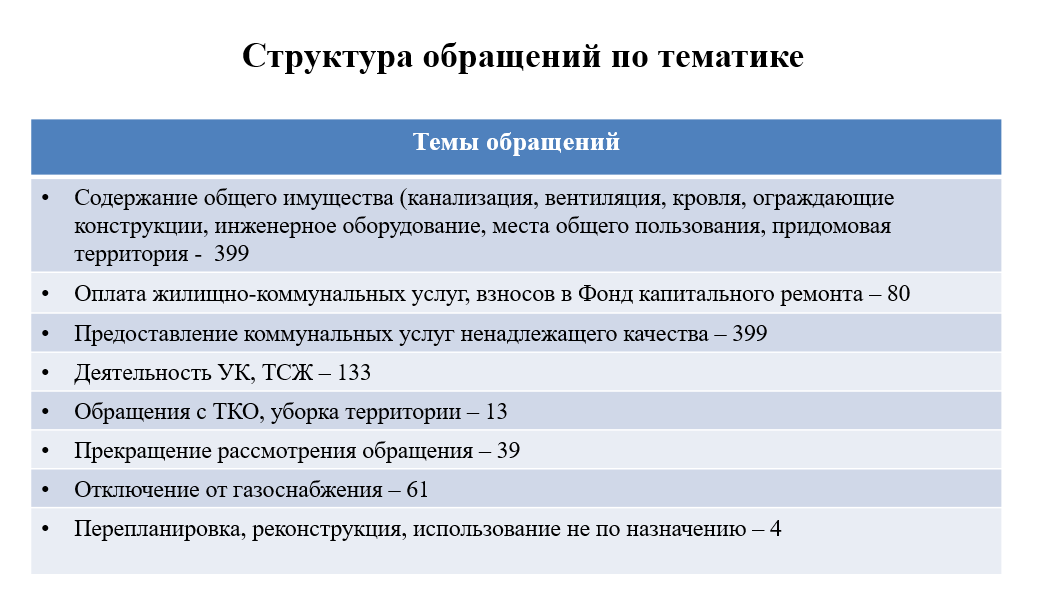 Структура обращений по тематике
Темы обращений
• Содержание общего имущества (канализация, вентиляция, кровля, ограждающие
конструкции, инженерное оборудование, места общего пользования, придомовая
территория -  399
• Оплата жилищно-коммунальных услуг, взносов в Фонд капитального ремонта – 80
• Предоставление коммунальных услуг ненадлежащего качества – 399
• Деятельность УК, ТСЖ – 133
• Обращения с ТКО, уборка территории – 13
• Прекращение рассмотрения обращения – 39
• Отключение от газоснабжения – 61
• Перепланировка, реконструкция, использование не по назначению – 4